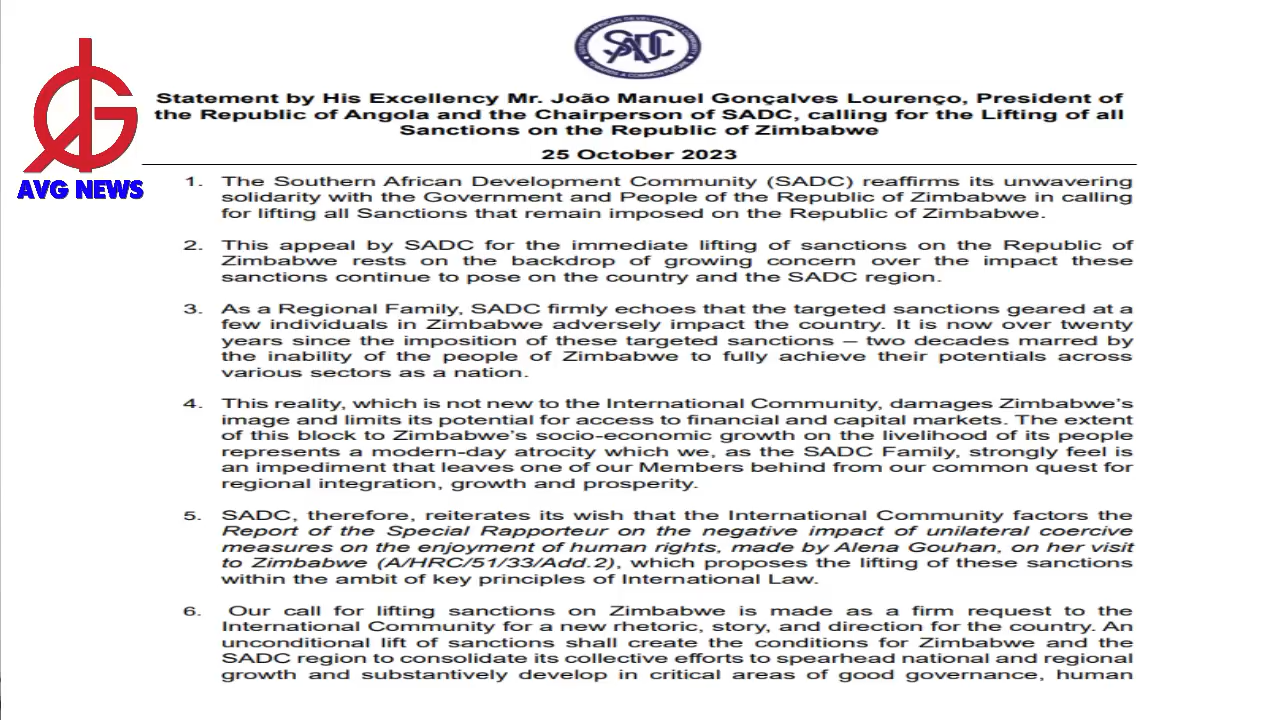 SOUTHERN AFRICAN DEVELOPMENT COMMUNITY
SADC
TOWARDS A COMMON FUTURE
AVG NEWS
Statement by His Excellency Mr. João Manuel Gonçalves Lourenço, President of
the Republic of Angola and the Chairperson of SADC, calling for the Lifting of all
Sanctions on the Republic of Zimbabwe
25 October 2023
1. The Southern African Development Community (SADC) reaffirms its unwavering
solidarity with the Government and People of the Republic of Zimbabwe in calling
for lifting all Sanctions that remain imposed on the Republic of Zimbabwe.
2. This appeal by SADC for the immediate lifting of sanctions on the Republic of
Zimbabwe rests on the backdrop of growing concern over the impact these
sanctions continue to pose on the country and the SADC region.
3. As a Regional Family, SADC firmly echoes that the targeted sanctions geared at a
few individuals in Zimbabwe adversely impact the country. It is now over twenty
years since the imposition of these targeted sanctions – two decades marred by
the inability of the people of Zimbabwe to fully achieve their potentials across
various sectors as a nation.
4. This reality, which is not new to the International Community, damages Zimbabwe's
image and limits its potential for access to financial and capital markets. The extent
of this block to Zimbabwe's socio-economic growth on the livelihood of its people
represents a modern-day atrocity which we, as the SADC Family, strongly feel is
an impediment that leaves one of our Members behind from our common quest for
regional integration, growth and prosperity.
5. SADC, therefore, reiterates its wish that the International Community factors the
Report of the Special Rapporteur on the negative impact of unilateral coercive
measures on the enjoyment of human rights, made by Alena Gouhan, on her visit
to Zimbabwe (A/HRC/51/33/Add.2), which proposes the lifting of these sanctions
within the ambit of key principles of International Law.
6. Our call for lifting sanctions on Zimbabwe is made as a firm request to the
International Community for a new rhetoric, story, and direction for the country. An
unconditional lift of sanctions shall create the conditions for Zimbabwe and the
SADC region to consolidate its collective efforts to spearhead national and regional
growth and substantively develop in critical areas of good governance, human